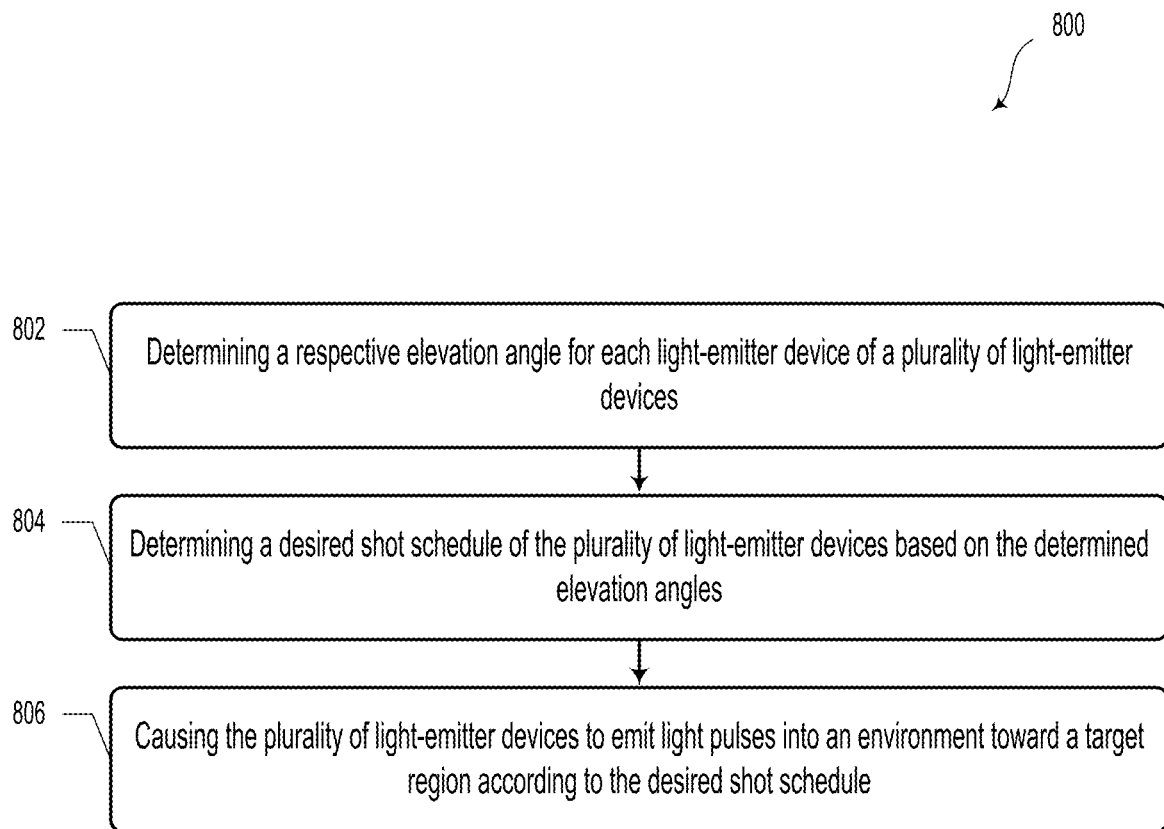 800
802
Determining a respective elevation angle for each light-emitter device of a plurality of light-emitter
devices
804
Determining a desired shot schedule of the plurality of light-emitter devices based on the determined
elevation angles
806
Causing the plurality of light-emitter devices to emit light pulses into an environment toward a target
region according to the desired shot schedule